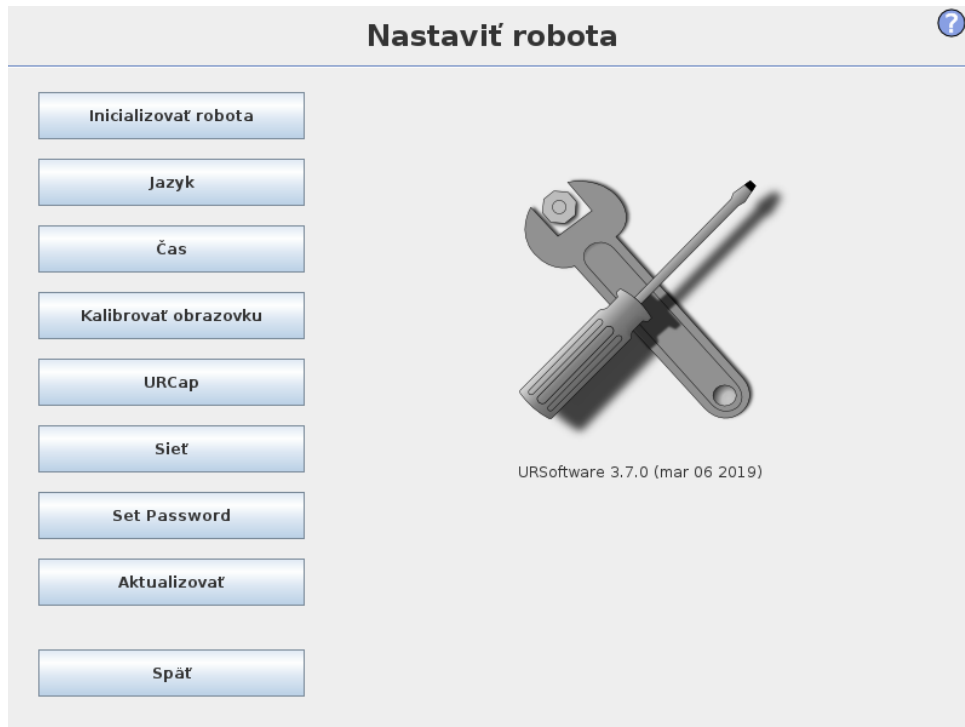 Nastaviť robota
?
Inicializovať robota
Jazyk
Čas
Kalibrovať obrazovku
URCap
Sieť
Set Password
Aktualizovať
Späť
URSoftware 3.7.0 (mar 06 2019)